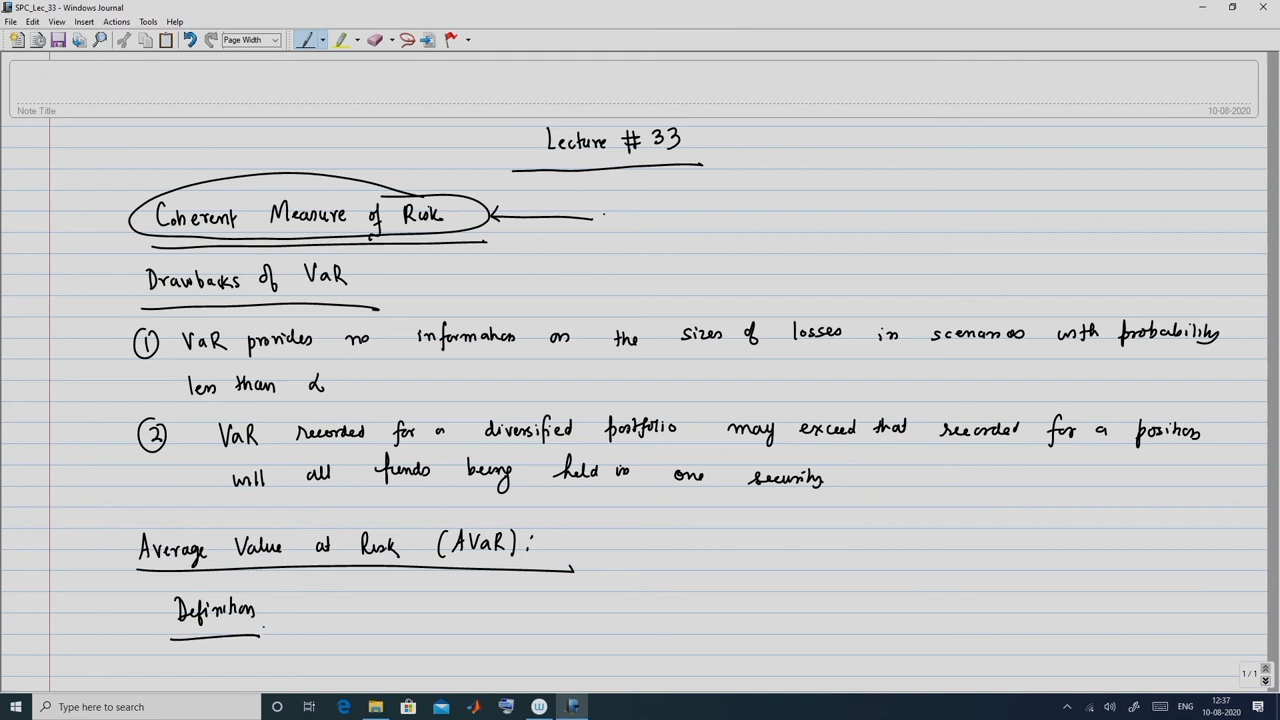 SPC_Lec_33 - Windows Journal
File Edit View Insert Actions Tools Help
Page Width
Note Title
10-08-2020
Lecture # 33
Coherent Measure of Risk
Drawbacks of VaR
① VaR provides no information on the sizes of losses in scenarios with probability
less than α
② VaR recorded for a diversified portfolio may exceed that recorded for a position
with all funds being held in one security
Average Value at Risk (AVaR):
Definition
1 / 1
Type here to search
ENG
12:37
10-08-2020